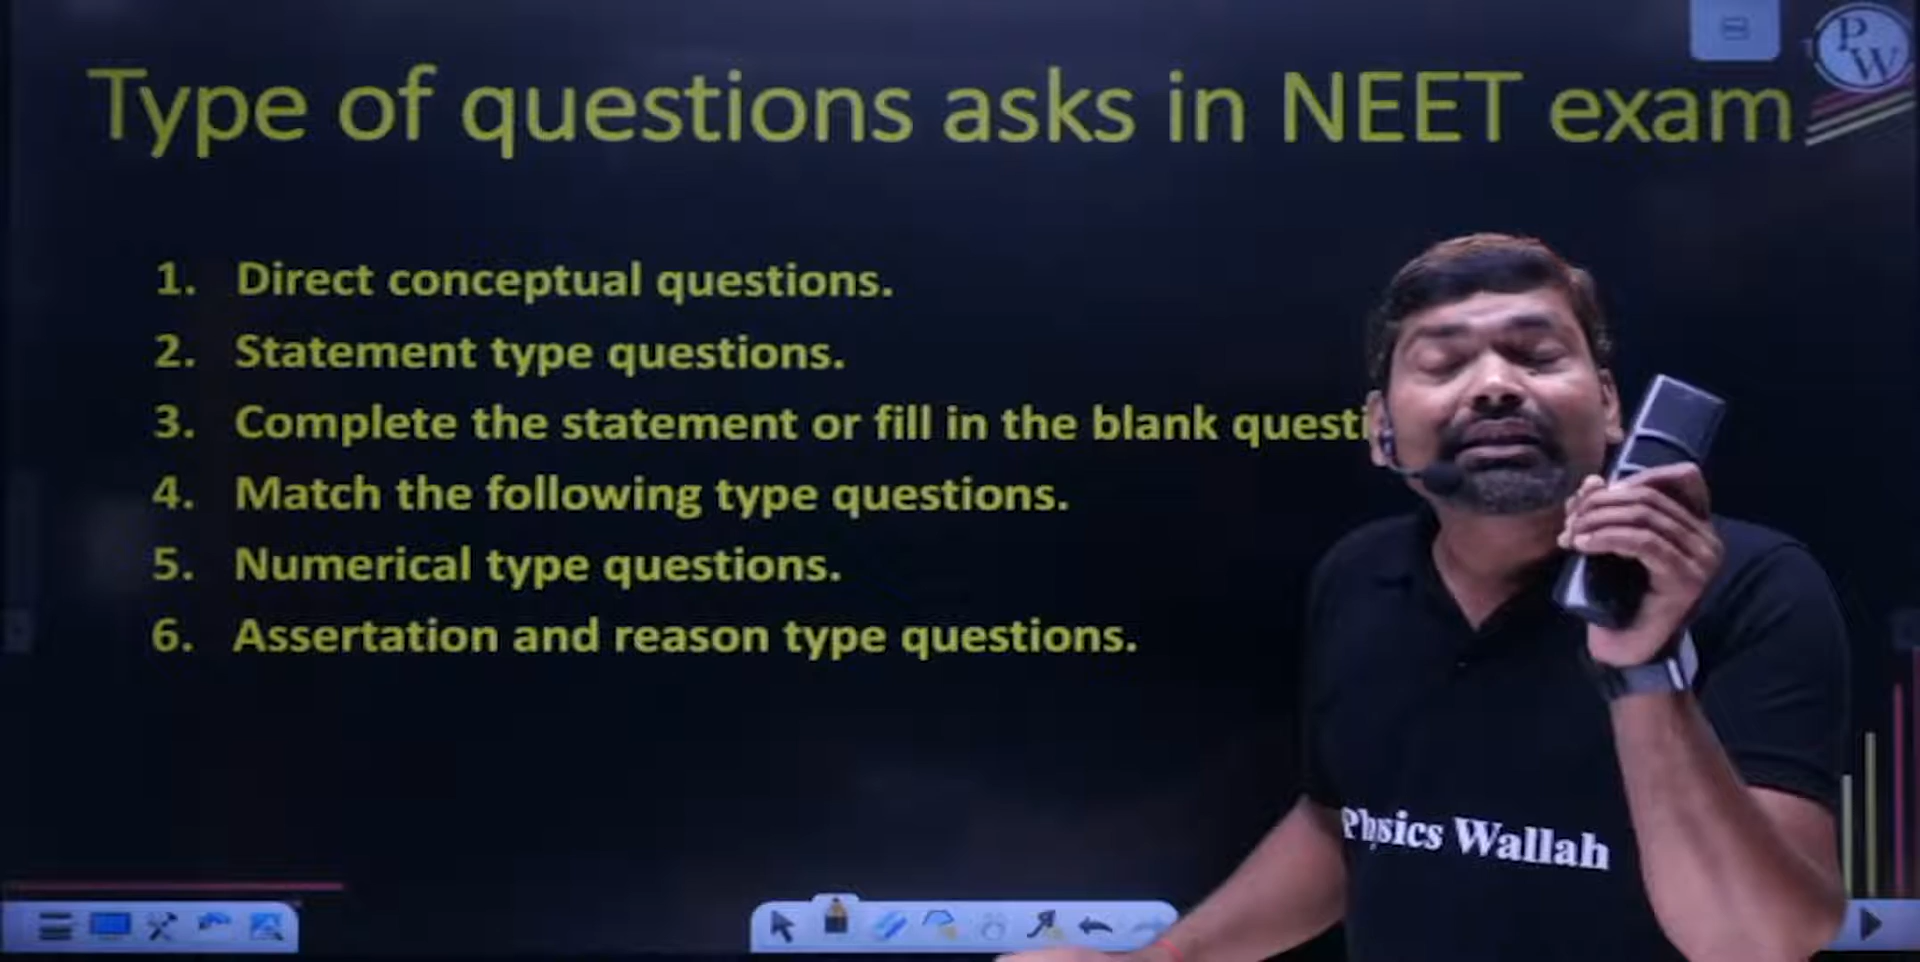 Type of questions asks in NEET exam
PW
1. Direct conceptual questions.
2. Statement type questions.
3. Complete the statement or fill in the blank questi
4. Match the following type questions.
5. Numerical type questions.
6. Assertation and reason type questions.
Physics Wallah